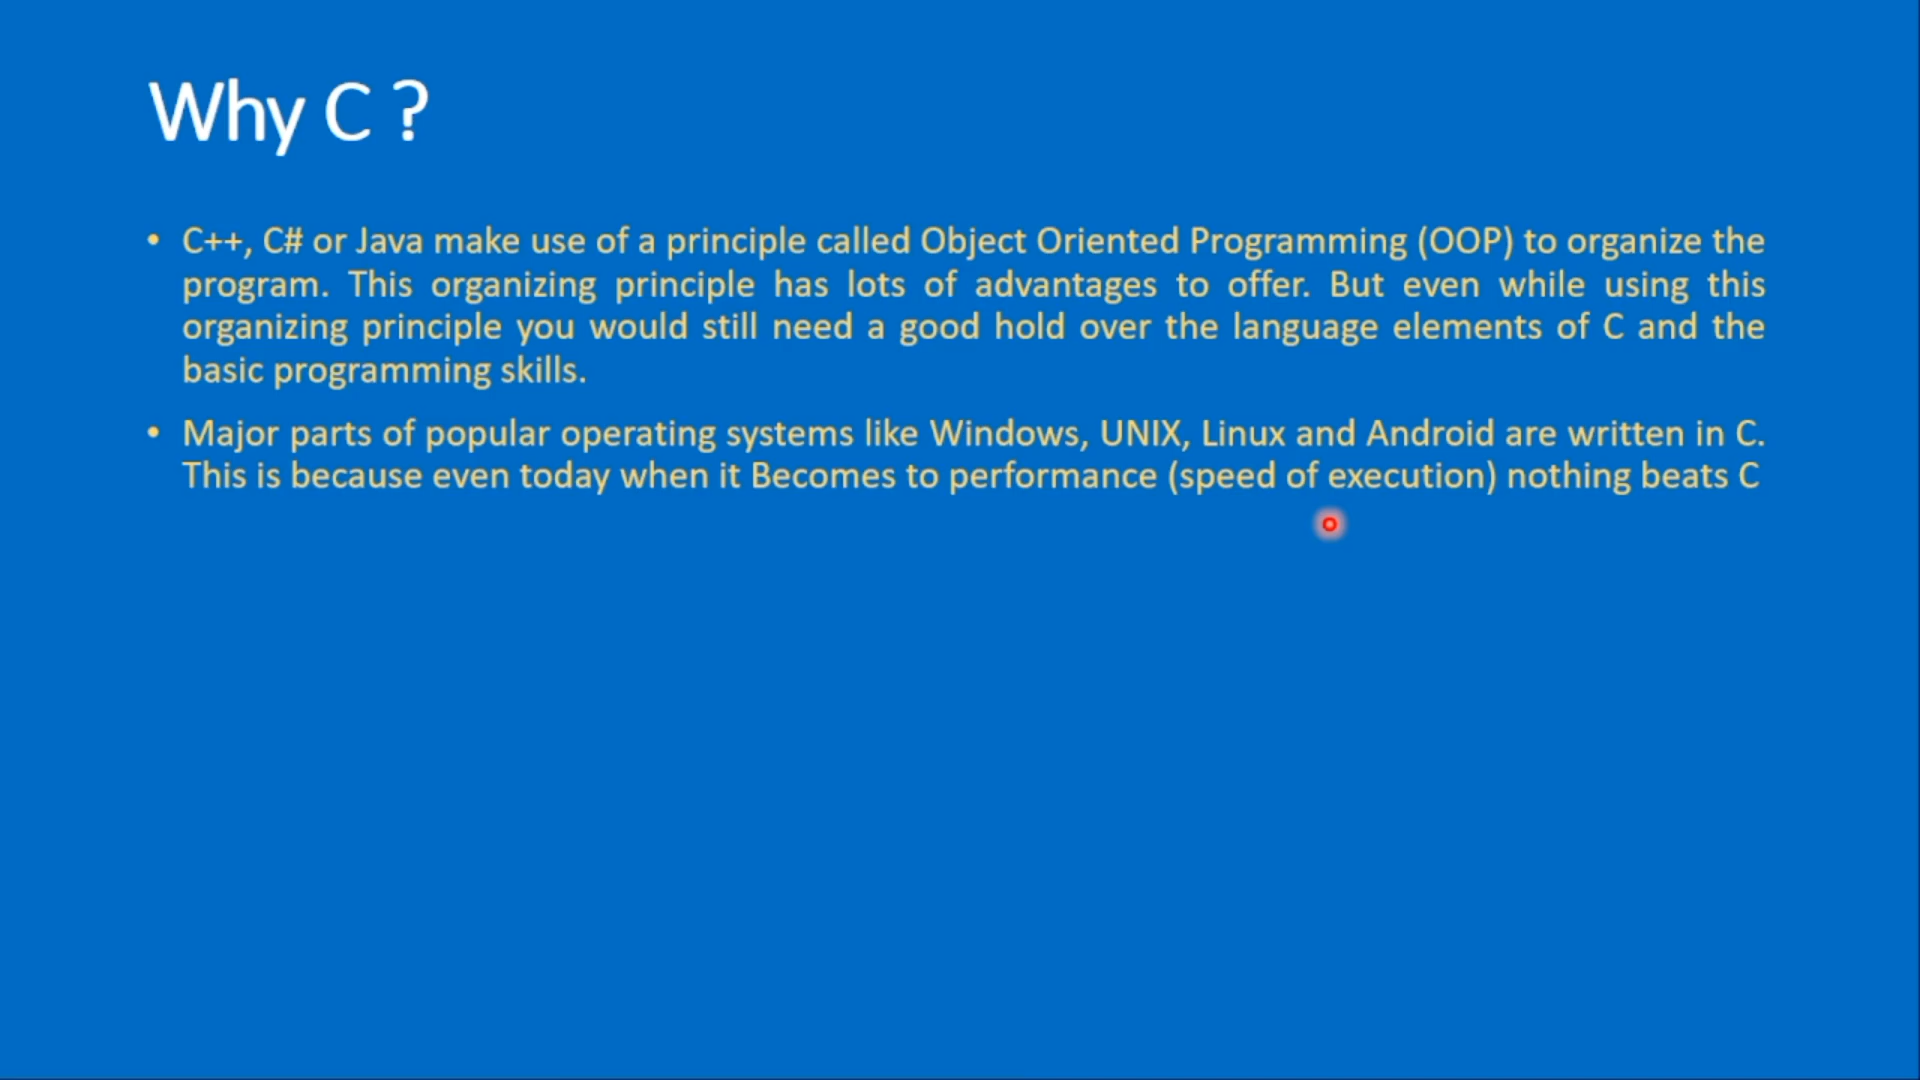 Why C ?
• C++, C# or Java make use of a principle called Object Oriented Programming (OOP) to organize the
program. This organizing principle has lots of advantages to offer. But even while using this
organizing principle you would still need a good hold over the language elements of C and the
basic programming skills.
• Major parts of popular operating systems like Windows, UNIX, Linux and Android are written in C.
This is because even today when it Becomes to performance (speed of execution) nothing beats C